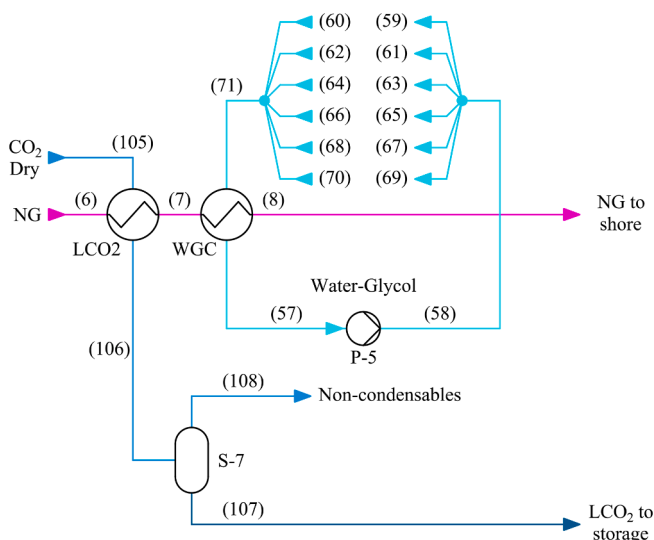 (60)
(59)
(62)
(61)
(71)
(64)
(63)
(66)
(65)
(105)
CO₂
Dry
(68)
(67)
(70)
(69)
NG
(6)
(7)
(8)
NG to
shore
LCO2
WGC
Water-Glycol
(57)
(58)
P-5
(106)
(108)
Non-condensables
S-7
(107)
LCO₂ to
storage